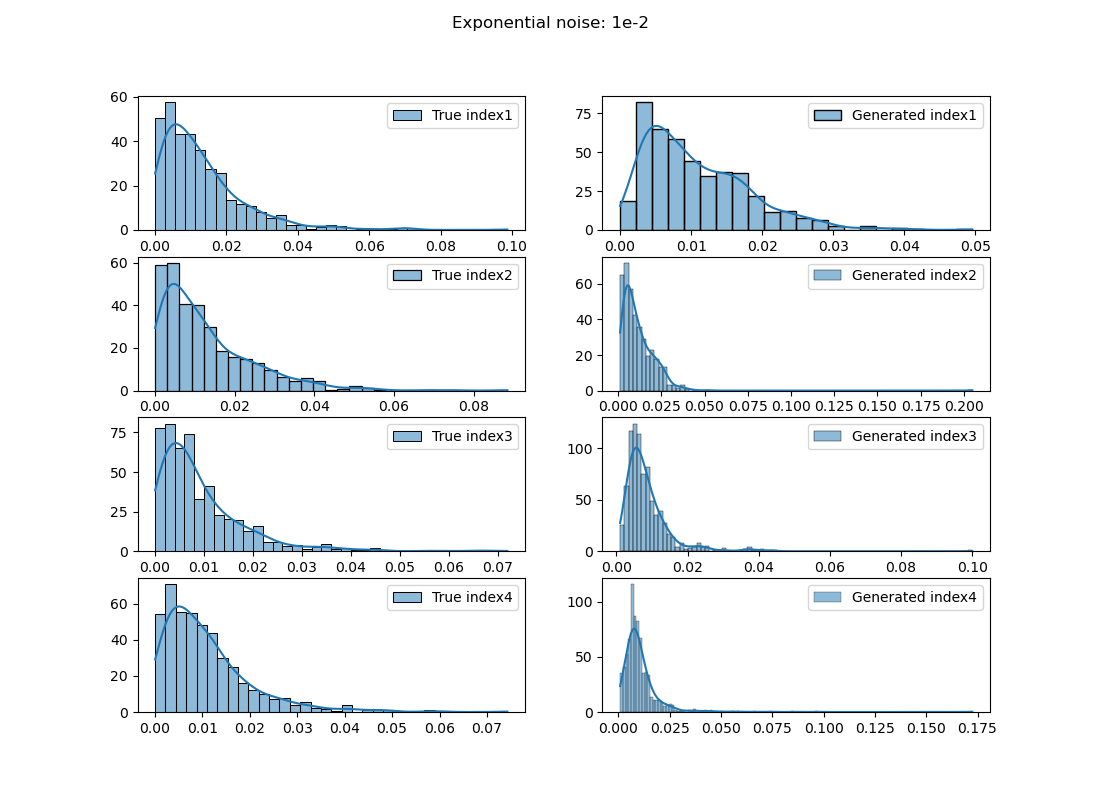 Exponential noise: 1e-2
True index1
60
40
20
0
0.00 0.02 0.04 0.06 0.08 0.10
Generated index1
75
50
25
0
0.00 0.01 0.02 0.03 0.04 0.05
True index2
60
40
20
0
0.00 0.02 0.04 0.06 0.08
Generated index2
60
40
20
0
0.000 0.025 0.050 0.075 0.100 0.125 0.150 0.175 0.200
True index3
75
50
25
0
0.00 0.01 0.02 0.03 0.04 0.05 0.06 0.07
Generated index3
100
50
0
0.00 0.02 0.04 0.06 0.08 0.10
True index4
60
40
20
0
0.00 0.01 0.02 0.03 0.04 0.05 0.06 0.07
Generated index4
100
50
0
0.000 0.025 0.050 0.075 0.100 0.125 0.150 0.175